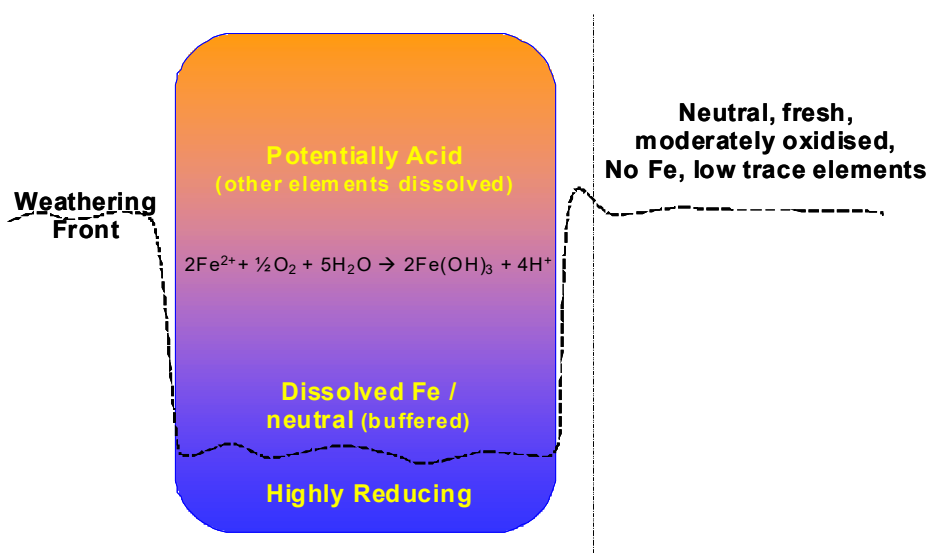 Neutral, fresh,
moderately oxidised,
No Fe, low trace elements
Potentially Acid
(other elements dissolved)
Weathering
Front
2Fe²⁺ + ½O₂ + 5H₂O → 2Fe(OH)₃ + 4H⁺
Dissolved Fe /
neutral (buffered)
Highly Reducing